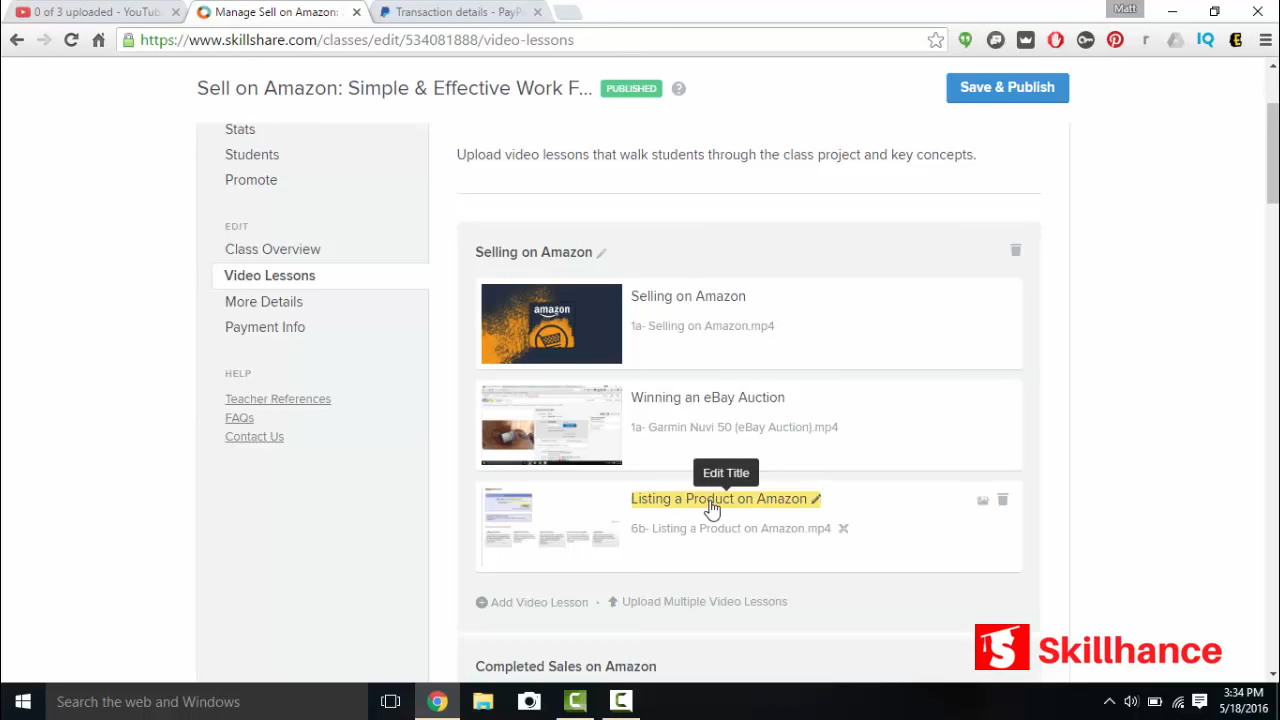 0 of 3 uploaded - YouTub
Manage Sell on Amazon:
Transaction details - PayP
Matt
https://www.skillshare.com/classes/edit/534081888/video-lessons
Sell on Amazon: Simple & Effective Work F... PUBLISHED ?
Save & Publish
Stats
Students
Promote
EDIT
Class Overview
Video Lessons
More Details
Payment Info
HELP
Teacher References
FAQs
Contact Us
Upload video lessons that walk students through the class project and key concepts.
Selling on Amazon
amazon
Selling on Amazon
1a- Selling on Amazon.mp4
Winning an eBay Auction
1a- Garmin Nuvi 50 (eBay Auction).mp4
Edit Title
Listing a Product on Amazon
6b- Listing a Product on Amazon.mp4
Add Video Lesson · Upload Multiple Video Lessons
Completed Sales on Amazon
Skillhance
Search the web and Windows
3:34 PM
5/18/2016